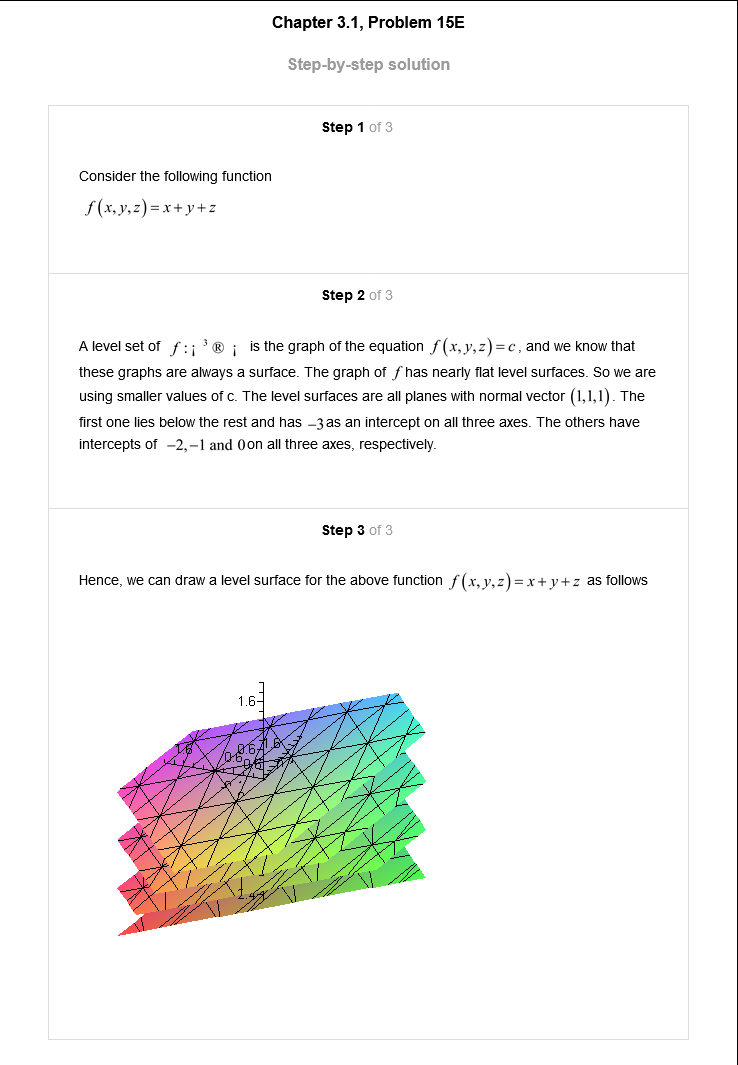 Chapter 3.1, Problem 15E
Step-by-step solution
Step 1 of 3
Consider the following function
f(x,y,z)=x+y+z
Step 2 of 3
A level set of f:¡ ³ ® ¡ is the graph of the equation f(x,y,z)=c, and we know that
these graphs are always a surface. The graph of f has nearly flat level surfaces. So we are
using smaller values of c. The level surfaces are all planes with normal vector (1,1,1). The
first one lies below the rest and has −3as an intercept on all three axes. The others have
intercepts of −2,−1 and 0on all three axes, respectively.
Step 3 of 3
Hence, we can draw a level surface for the above function f(x,y,z)=x+y+z as follows
1.6
1.6
0.6
1.6
0.6